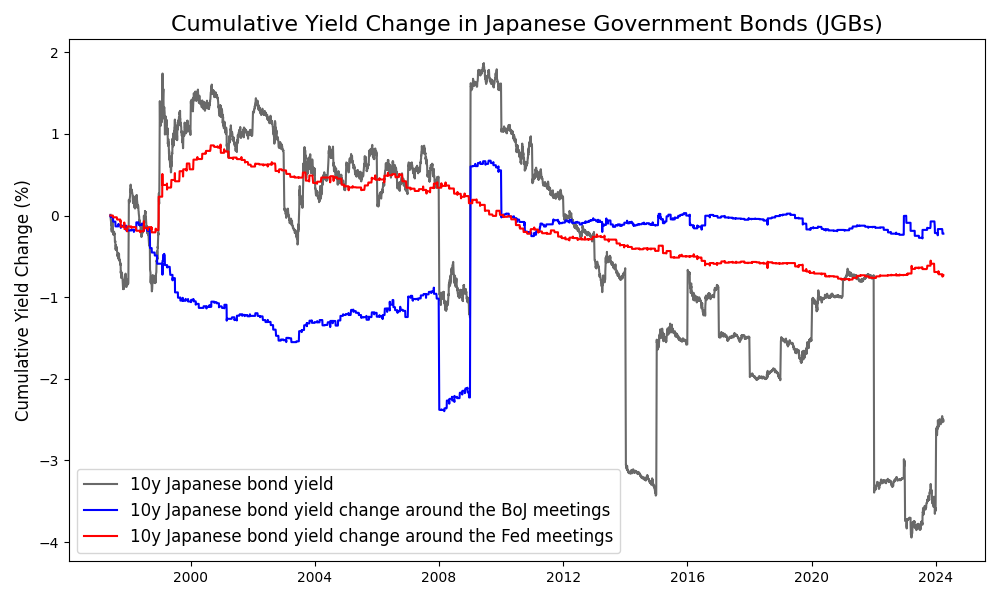 Cumulative Yield Change in Japanese Government Bonds (JGBs)
Cumulative Yield Change (%)
2
1
0
−1
−2
−3
−4
10y Japanese bond yield
10y Japanese bond yield change around the BoJ meetings
10y Japanese bond yield change around the Fed meetings
2000 2004 2008 2012 2016 2020 2024